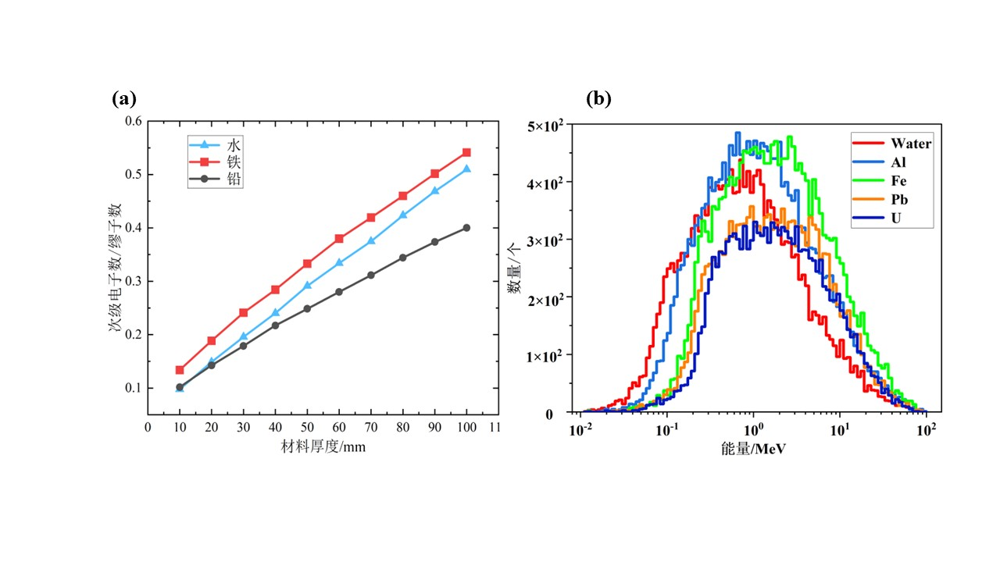 (a)
0.6
0.5
0.4
0.3
0.2
0.1
次级电子数/缪子数
水
铁
铅
0 10 20 30 40 50 60 70 80 90 100 11
材料厚度/mm
(b)
5×10²
4×10²
3×10²
2×10²
1×10²
0
数量/个
Water
Al
Fe
Pb
U
10⁻² 10⁻¹ 10⁰ 10¹ 10²
能量/MeV